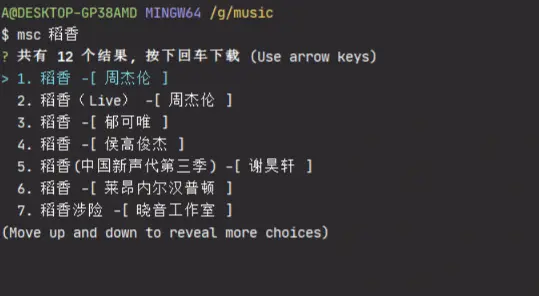 A@DESKTOP-GP38AMD MINGW64 /g/music
$ msc 稻香
? 共有 12 个结果, 按下回车下载 (Use arrow keys)
> 1. 稻香 -[ 周杰伦 ]
2. 稻香（Live） -[ 周杰伦 ]
3. 稻香 -[ 郁可唯 ]
4. 稻香 -[ 侯高俊杰 ]
5. 稻香(中国新声代第三季) -[ 谢昊轩 ]
6. 稻香 -[ 莱昂内尔汉普顿 ]
7. 稻香涉险 -[ 晓音工作室 ]
(Move up and down to reveal more choices)